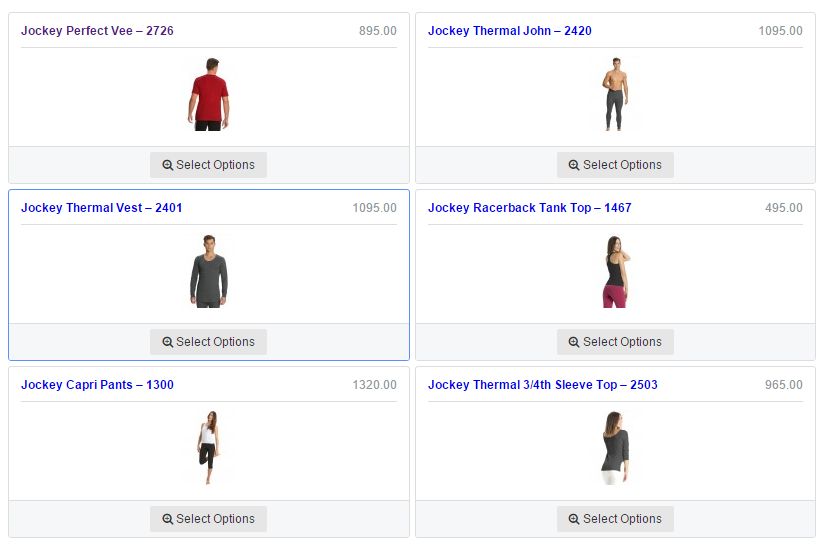 Jockey Perfect Vee – 2726 895.00
Jockey Thermal John – 2420 1095.00
Select Options
Select Options
Jockey Thermal Vest – 2401 1095.00
Jockey Racerback Tank Top – 1467 495.00
Select Options
Select Options
Jockey Capri Pants – 1300 1320.00
Jockey Thermal 3/4th Sleeve Top – 2503 965.00
Select Options
Select Options